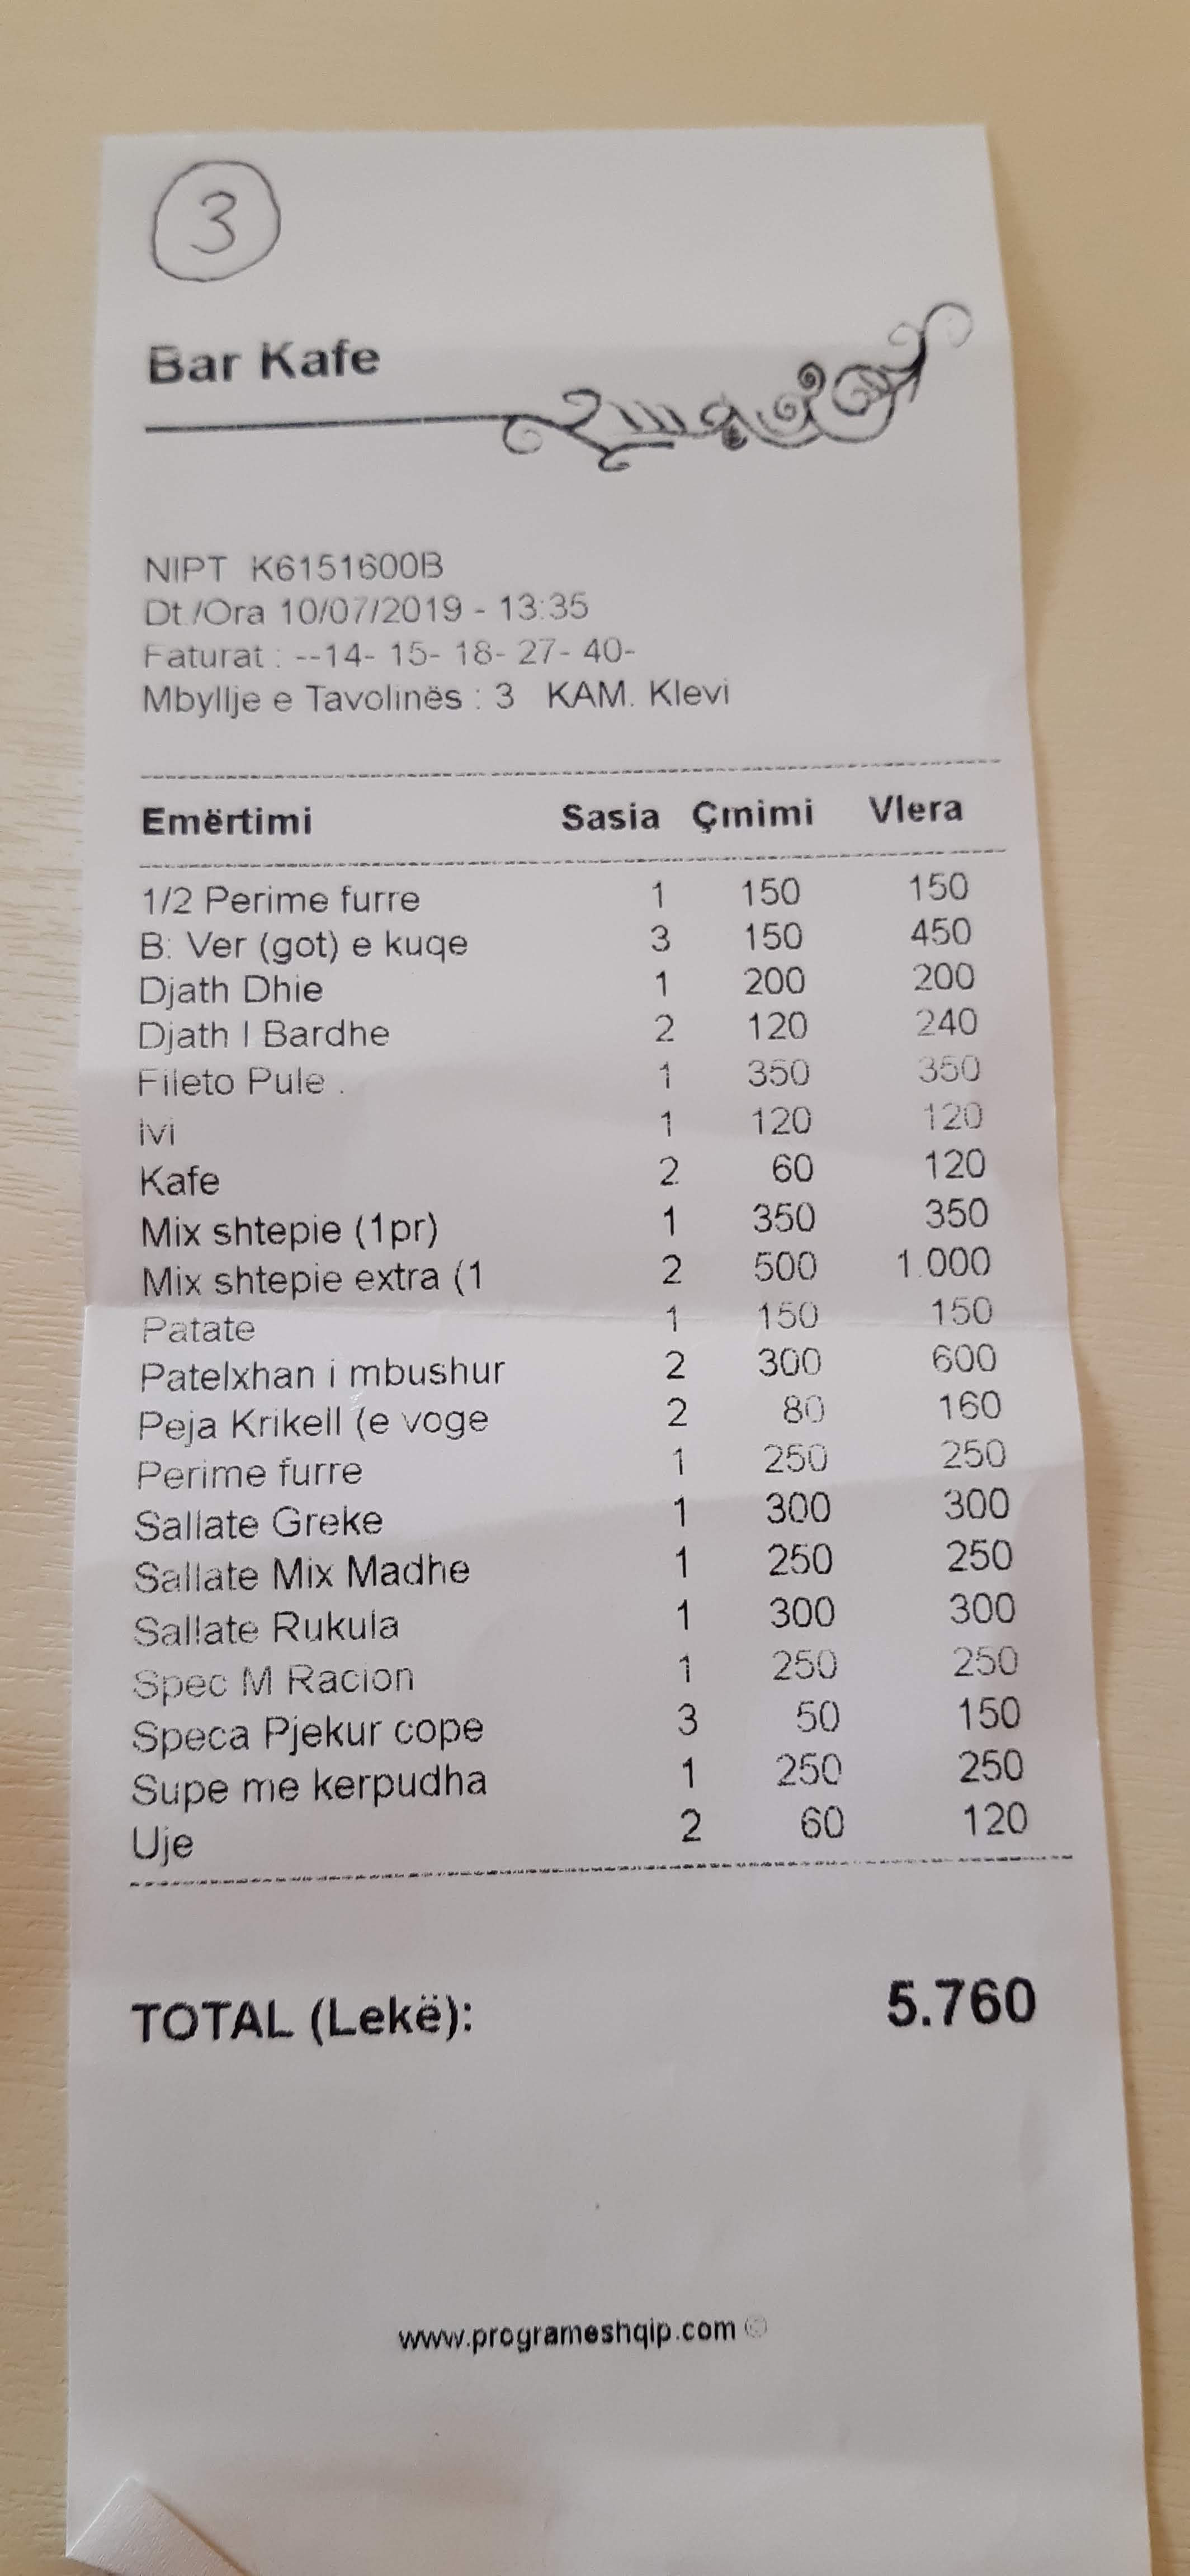 3
Bar Kafe
NIPT K6151600B
Dt./Ora 10/07/2019 - 13:35
Faturat : --14- 15- 18- 27- 40-
Mbyllje e Tavolinës : 3 KAM. Klevi
Emërtimi Sasia Çmimi Vlera
1/2 Perime furre 1 150 150
B: Ver (got) e kuqe 3 150 450
Djath Dhie 1 200 200
Djath I Bardhe 2 120 240
Fileto Pule . 1 350 350
ivi 1 120 120
Kafe 2 60 120
Mix shtepie (1pr) 1 350 350
Mix shtepie extra (1 2 500 1.000
Patate 1 150 150
Patelxhan i mbushur 2 300 600
Peja Krikell (e voge 2 80 160
Perime furre 1 250 250
Sallate Greke 1 300 300
Sallate Mix Madhe 1 250 250
Sallate Rukula 1 300 300
Spec M Racion 1 250 250
Speca Pjekur cope 3 50 150
Supe me kerpudha 1 250 250
Uje 2 60 120
TOTAL (Lekë): 5.760
www.programeshqip.com ©